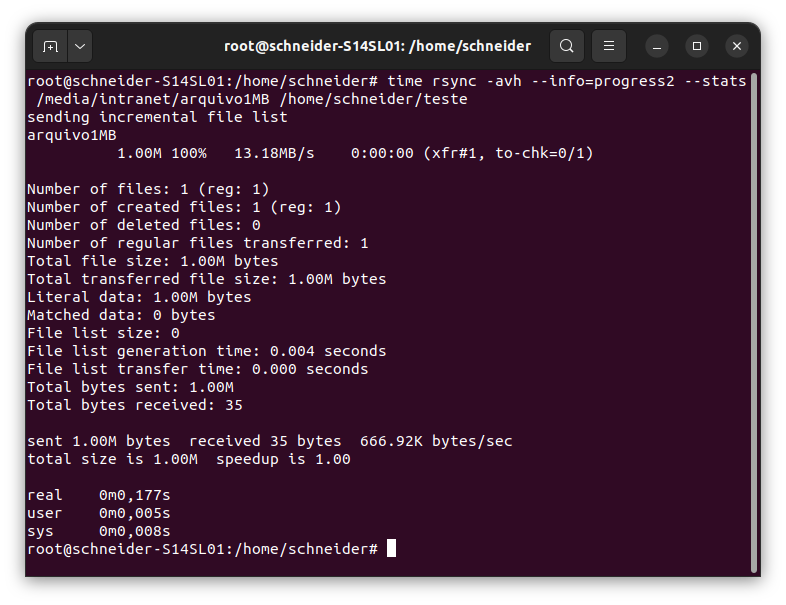 root@schneider-S14SL01: /home/schneider
root@schneider-S14SL01:/home/schneider# time rsync -avh --info=progress2 --stats
 /media/intranet/arquivo1MB /home/schneider/teste
sending incremental file list
arquivo1MB
          1.00M 100%   13.18MB/s    0:00:00 (xfr#1, to-chk=0/1)

Number of files: 1 (reg: 1)
Number of created files: 1 (reg: 1)
Number of deleted files: 0
Number of regular files transferred: 1
Total file size: 1.00M bytes
Total transferred file size: 1.00M bytes
Literal data: 1.00M bytes
Matched data: 0 bytes
File list size: 0
File list generation time: 0.004 seconds
File list transfer time: 0.000 seconds
Total bytes sent: 1.00M
Total bytes received: 35

sent 1.00M bytes  received 35 bytes  666.92K bytes/sec
total size is 1.00M  speedup is 1.00

real    0m0,177s
user    0m0,005s
sys     0m0,008s
root@schneider-S14SL01:/home/schneider#